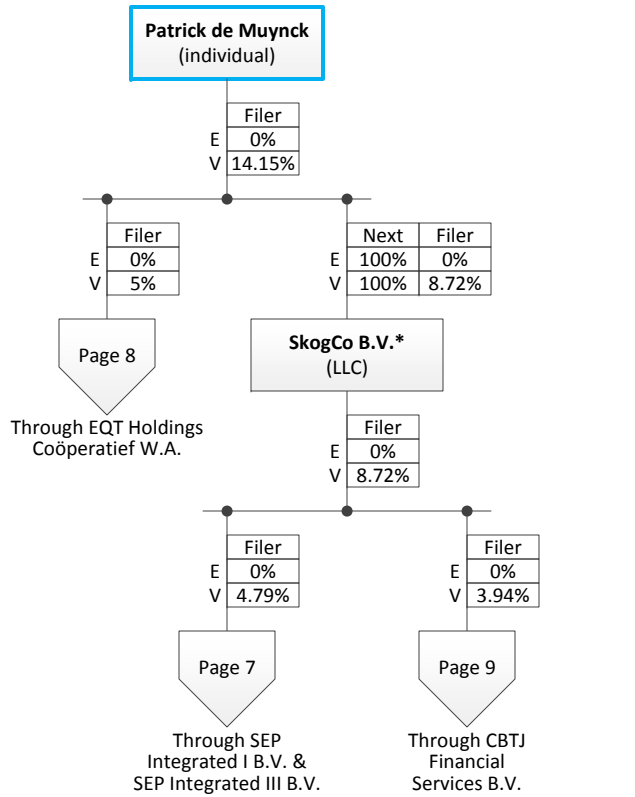 Patrick de Muynck
(individual)
Filer
E 0%
V 14.15%
Filer
E 0%
V 5%
Next Filer
E 100% 0%
V 100% 8.72%
Page 8
Through EQT Holdings
Coöperatief W.A.
SkogCo B.V.*
(LLC)
Filer
E 0%
V 8.72%
Filer
E 0%
V 4.79%
Filer
E 0%
V 3.94%
Page 7
Through SEP
Integrated I B.V. &
SEP Integrated III B.V.
Page 9
Through CBTJ
Financial
Services B.V.